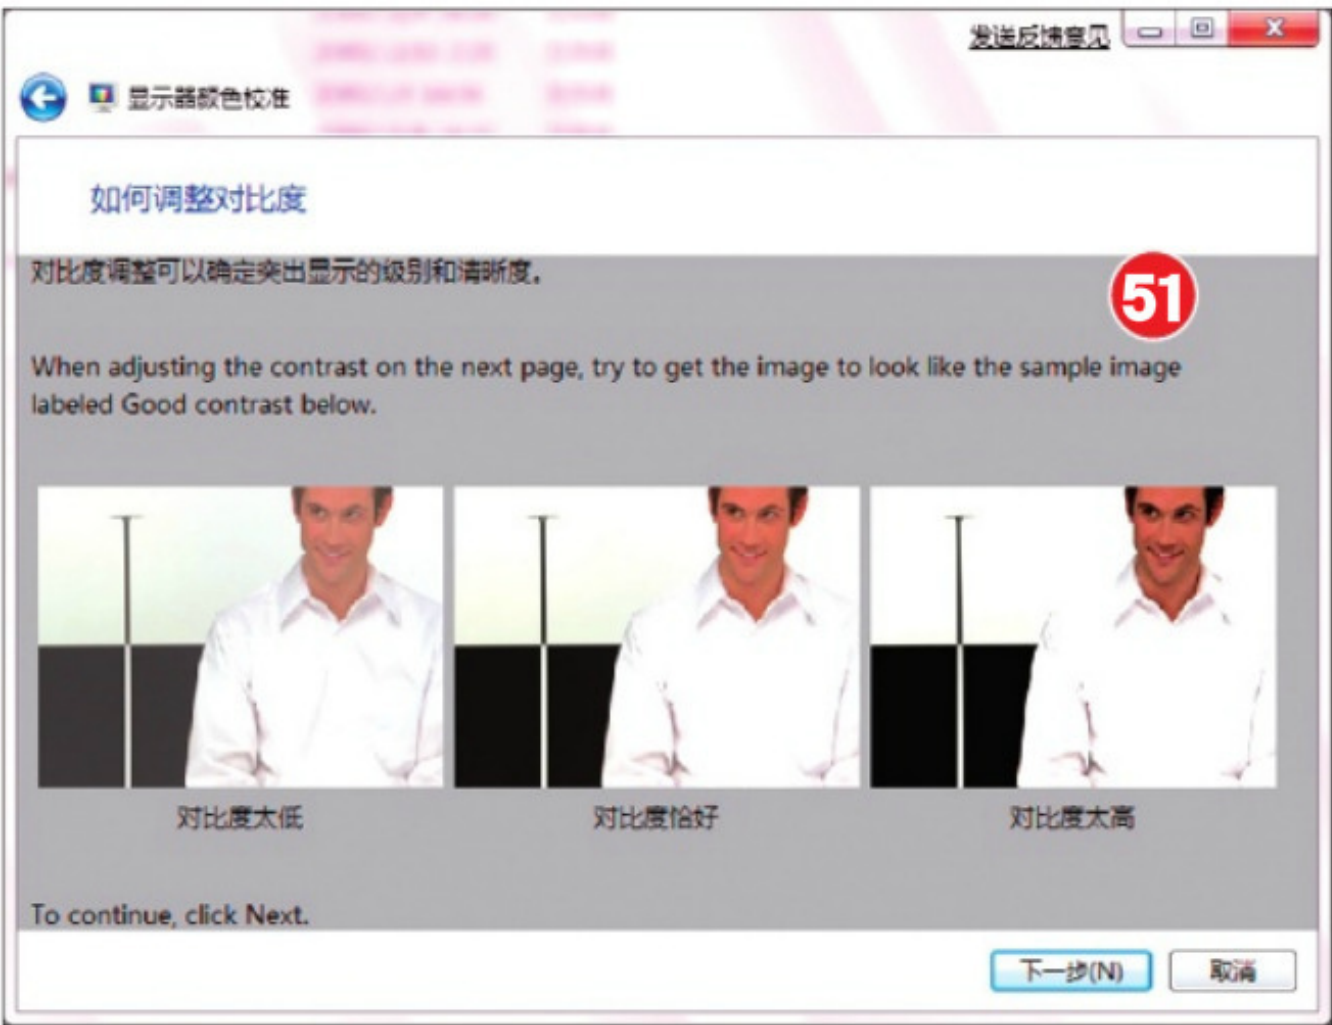 发送反馈意见
显示器颜色校准
如何调整对比度
对比度调整可以确定突出显示的级别和清晰度。
51
When adjusting the contrast on the next page, try to get the image to look like the sample image
labeled Good contrast below.
对比度太低
对比度恰好
对比度太高
To continue, click Next.
下一步(N)
取消